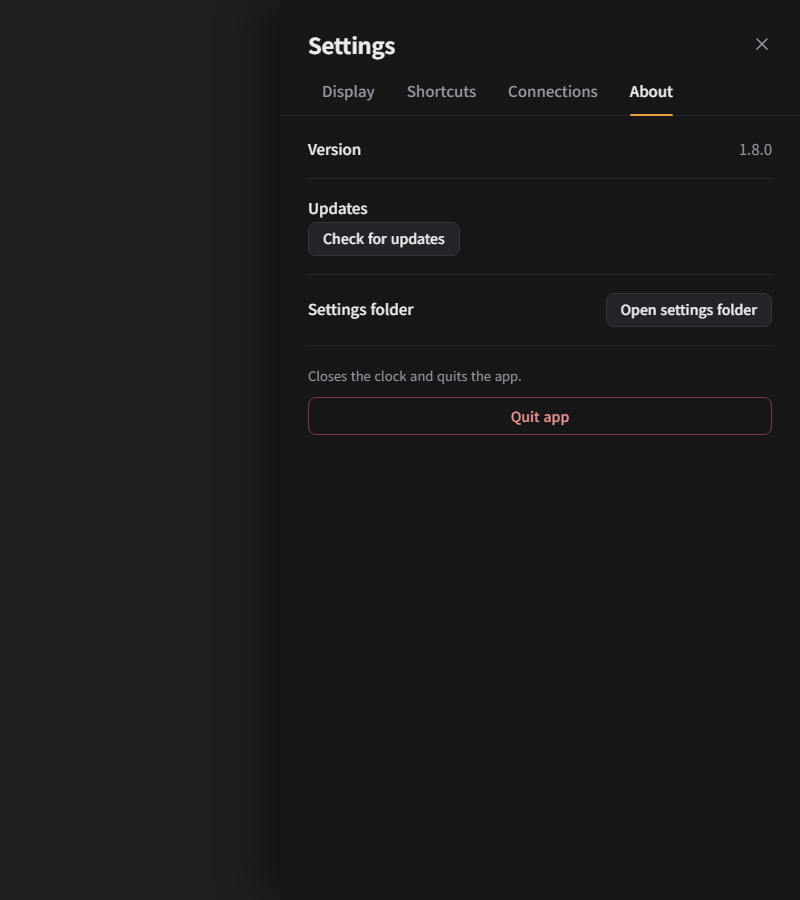 Settings
Display Shortcuts Connections About
Version 1.8.0
Updates
Check for updates
Settings folder Open settings folder
Closes the clock and quits the app.
Quit app